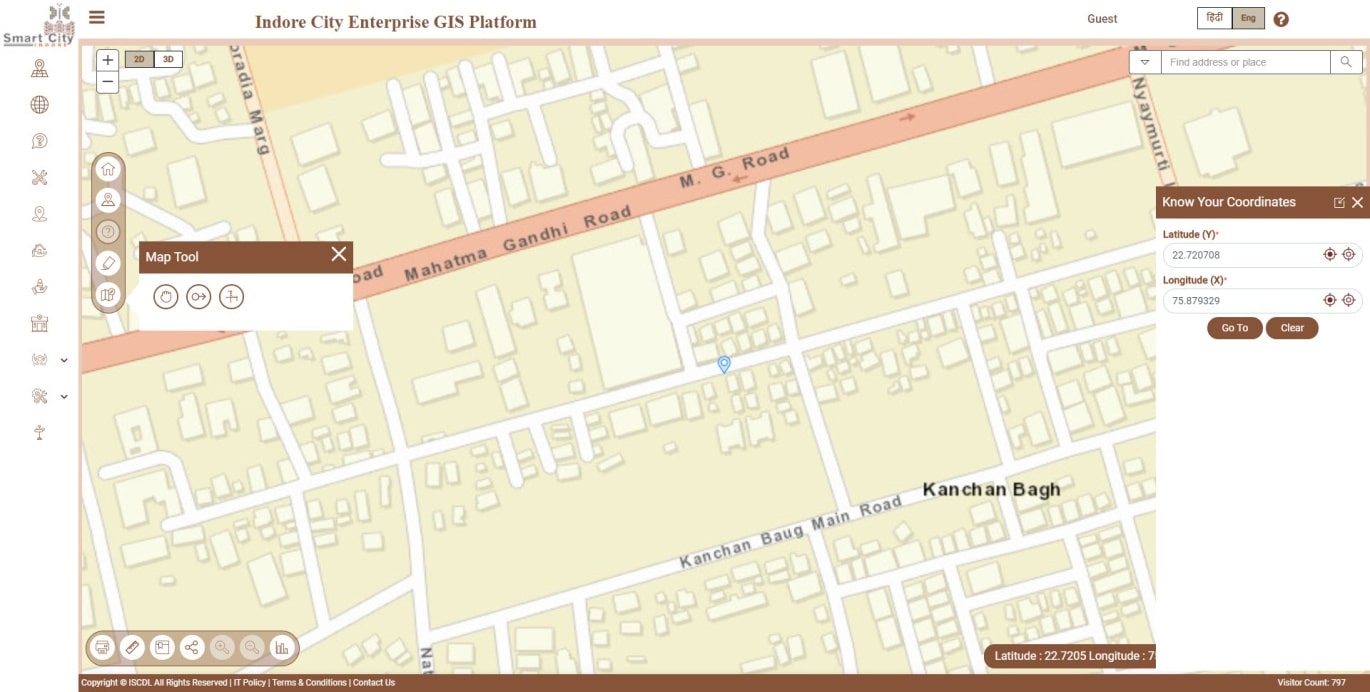 Smart City
INDORE
Indore City Enterprise GIS Platform
Guest
हिंदी
Eng
+
2D
3D
−
Find address or place
oradia Marg
M. G. Road
Mahatma Gandhi Road
oad
Nyaymurti
Know Your Coordinates
Latitude (Y)*
22.720708
Longitude (X)*
75.879329
Go To
Clear
Map Tool
Kanchan Bagh
Kanchan Baug Main Road
Nat
Latitude : 22.7205 Longitude : 75
Copyright © ISCDL All Rights Reserved | IT Policy | Terms & Conditions | Contact Us
Visitor Count: 797